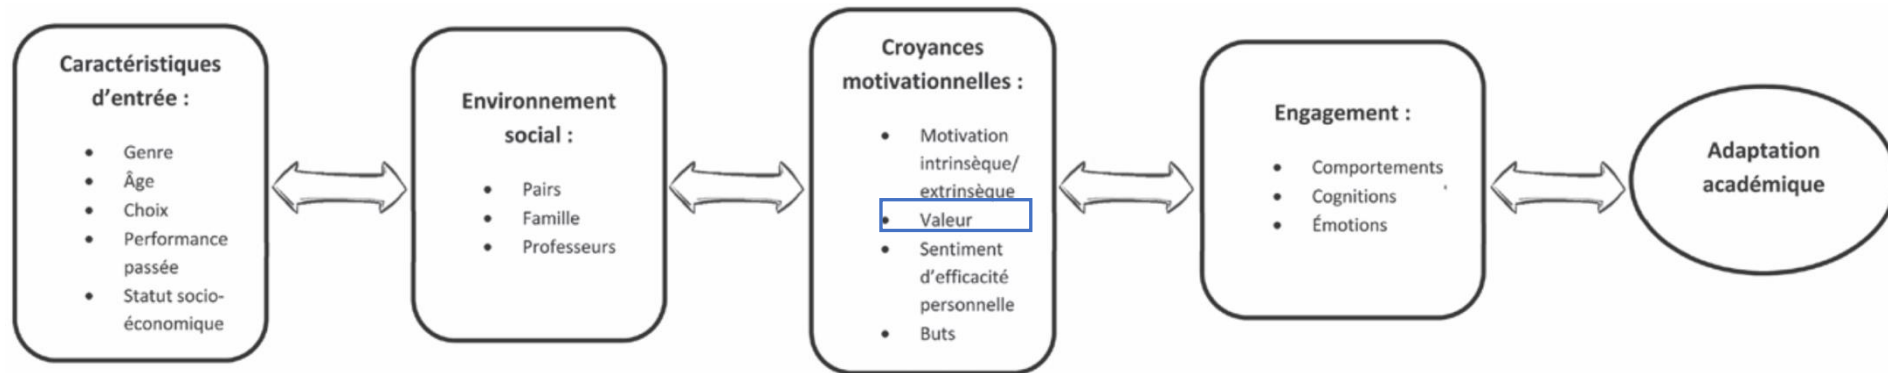 Caractéristiques
d'entrée :
• Genre
• Âge
• Choix
• Performance
passée
• Statut socio-
économique
Environnement
social :
• Pairs
• Famille
• Professeurs
Croyances
motivationnelles :
• Motivation
intrinsèque/
extrinsèque
• Valeur
• Sentiment
d'efficacité
personnelle
• Buts
Engagement :
• Comportements
• Cognitions
• Émotions
Adaptation
académique